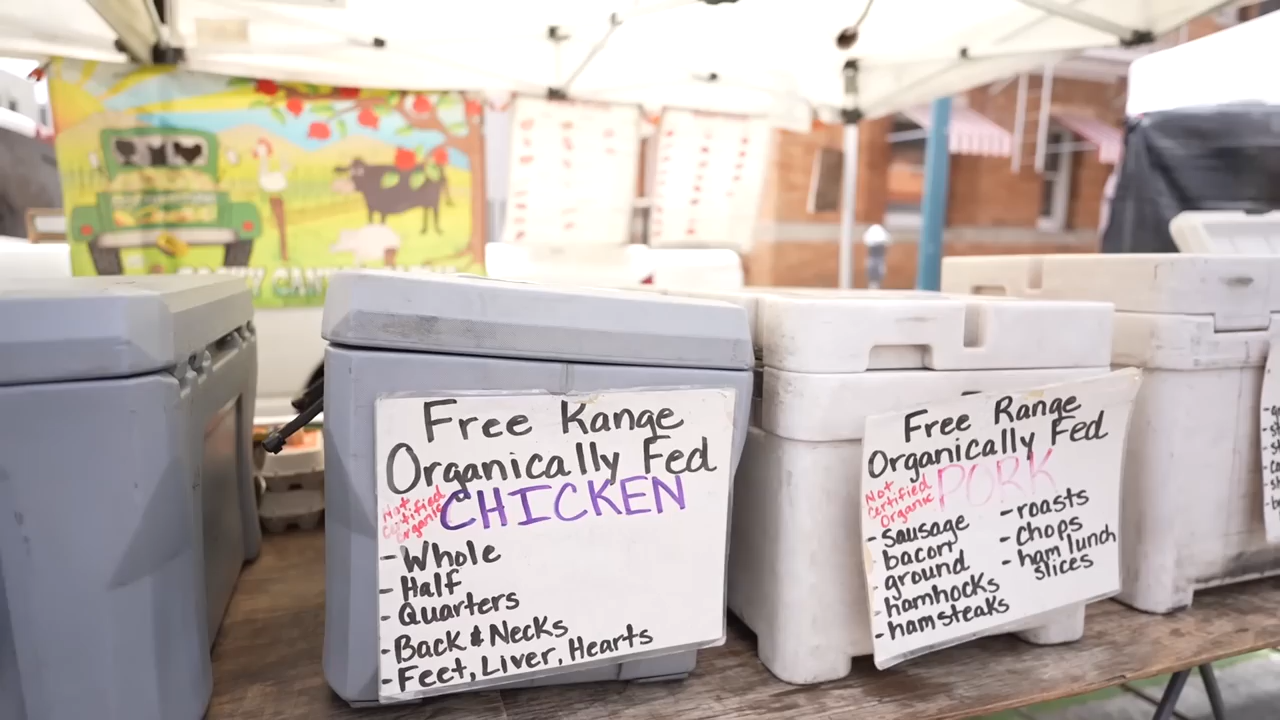 Free Range
Organically Fed
Not
Certified
Organic
CHICKEN
- Whole
- Half
- Quarters
- Back & Necks
- Feet, Liver, Hearts
Free Range
Organically Fed
Not
Certified
Organic
PORK
- Sausage
- bacon
- ground
- hamhocks
- hamsteaks
- roasts
- Chops
- ham lunch
slices